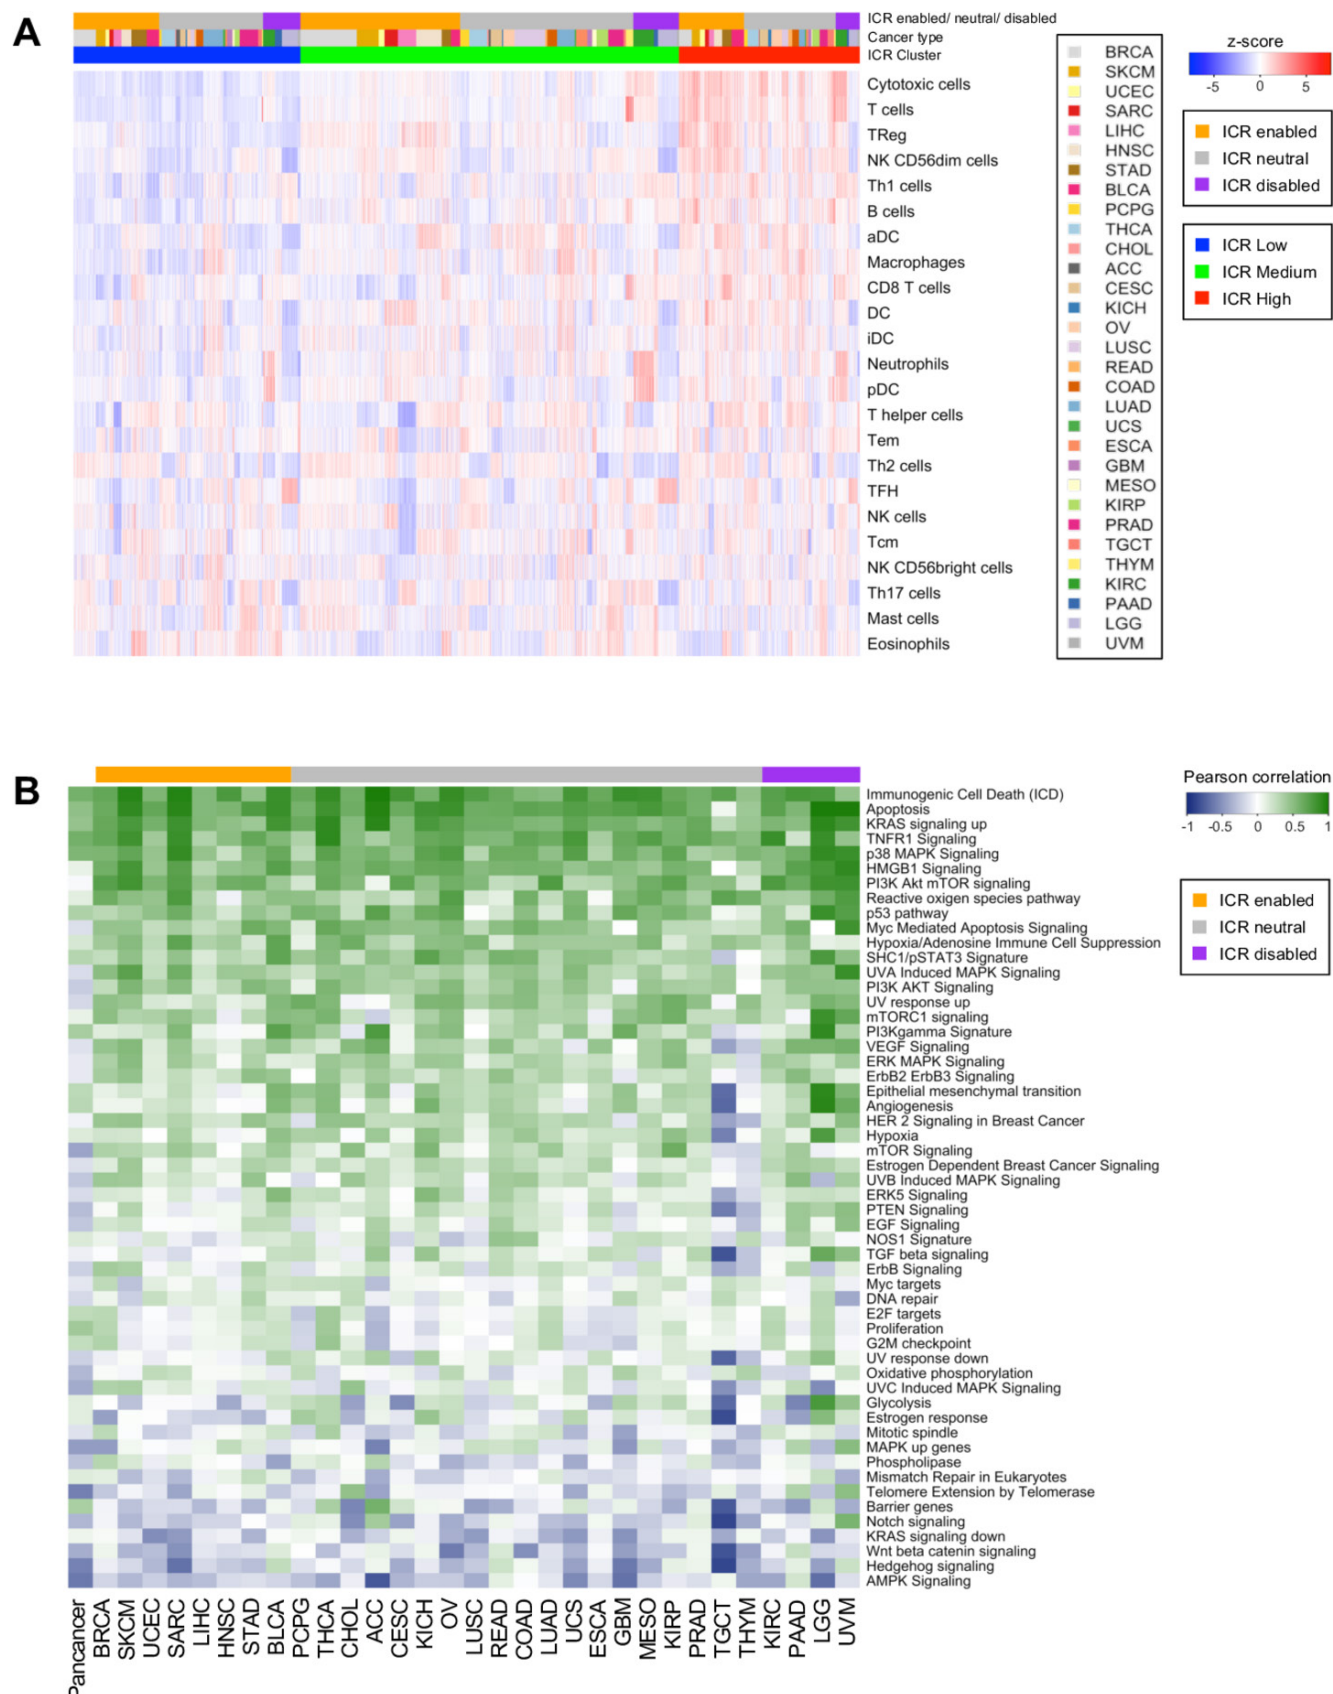 A
ICR enabled/ neutral/ disabled
Cancer type
ICR Cluster
Cytotoxic cells
T cells
TReg
NK CD56dim cells
Th1 cells
B cells
aDC
Macrophages
CD8 T cells
DC
iDC
Neutrophils
pDC
T helper cells
Tem
Th2 cells
TFH
NK cells
Tcm
NK CD56bright cells
Th17 cells
Mast cells
Eosinophils
BRCA
SKCM
UCEC
SARC
LIHC
HNSC
STAD
BLCA
PCPG
THCA
CHOL
ACC
CESC
KICH
OV
LUSC
READ
COAD
LUAD
UCS
ESCA
GBM
MESO
KIRP
PRAD
TGCT
THYM
KIRC
PAAD
LGG
UVM
z-score
-5 0 5
ICR enabled
ICR neutral
ICR disabled
ICR Low
ICR Medium
ICR High
B
Immunogenic Cell Death (ICD)
Apoptosis
KRAS signaling up
TNFR1 Signaling
p38 MAPK Signaling
HMGB1 Signaling
PI3K Akt mTOR signaling
Reactive oxigen species pathway
p53 pathway
Myc Mediated Apoptosis Signaling
Hypoxia/Adenosine Immune Cell Suppression
SHC1/pSTAT3 Signature
UVA Induced MAPK Signaling
PI3K AKT Signaling
UV response up
mTORC1 signaling
PI3Kgamma Signature
VEGF Signaling
ERK MAPK Signaling
ErbB2 ErbB3 Signaling
Epithelial mesenchymal transition
Angiogenesis
HER 2 Signaling in Breast Cancer
Hypoxia
mTOR Signaling
Estrogen Dependent Breast Cancer Signaling
UVB Induced MAPK Signaling
ERK5 Signaling
PTEN Signaling
EGF Signaling
NOS1 Signature
TGF beta signaling
ErbB Signaling
Myc targets
DNA repair
E2F targets
Proliferation
G2M checkpoint
UV response down
Oxidative phosphorylation
UVC Induced MAPK Signaling
Glycolysis
Estrogen response
Mitotic spindle
MAPK up genes
Phospholipase
Mismatch Repair in Eukaryotes
Telomere Extension by Telomerase
Barrier genes
Notch signaling
KRAS signaling down
Wnt beta catenin signaling
Hedgehog signaling
AMPK Signaling
Pancancer
BRCA
SKCM
UCEC
SARC
LIHC
HNSC
STAD
BLCA
PCPG
THCA
CHOL
ACC
CESC
KICH
OV
LUSC
READ
COAD
LUAD
UCS
ESCA
GBM
MESO
KIRP
PRAD
TGCT
THYM
KIRC
PAAD
LGG
UVM
Pearson correlation
-1 -0.5 0 0.5 1
ICR enabled
ICR neutral
ICR disabled